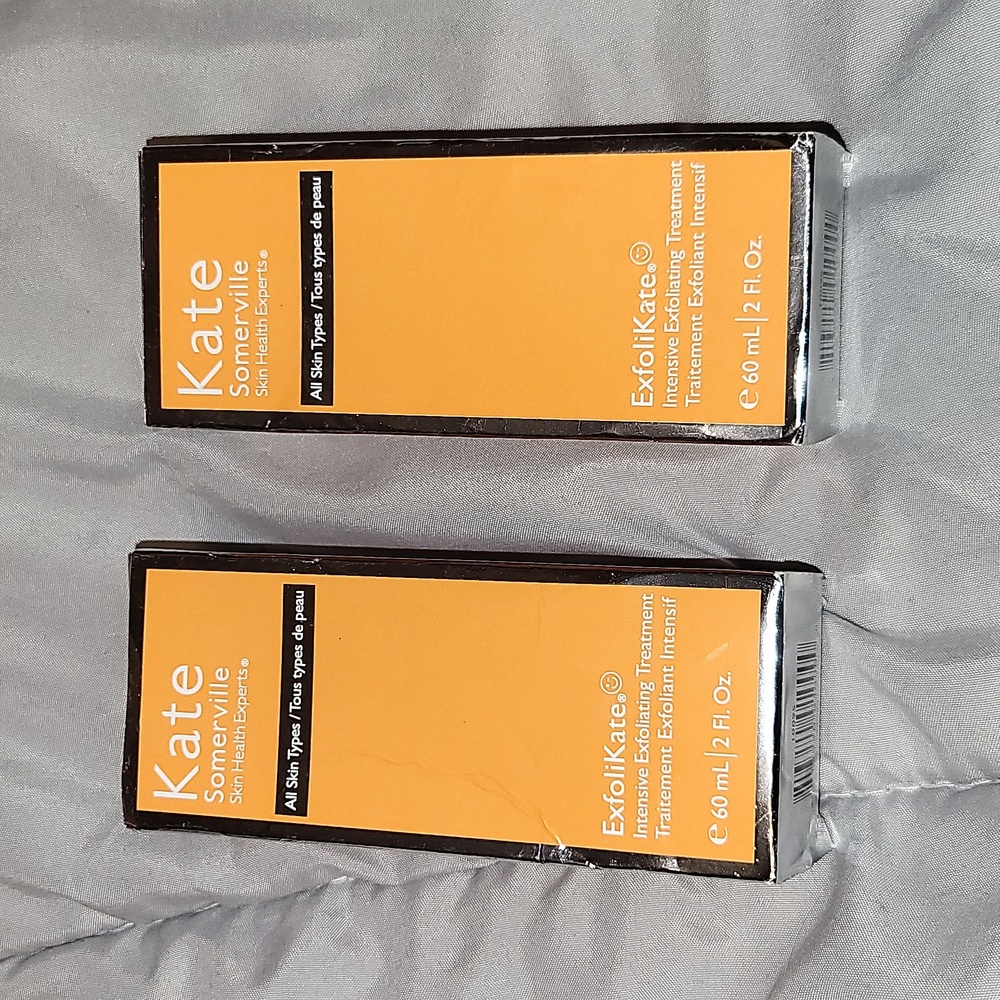 Kate
Somerville
Skin Health Experts®
All Skin Types / Tous types de peau
ExfoliKate®
Intensive Exfoliating Treatment
Traitement Exfoliant Intensif
℮ 60 mL | 2 Fl. Oz.
Kate
Somerville
Skin Health Experts®
All Skin Types / Tous types de peau
ExfoliKate®
Intensive Exfoliating Treatment
Traitement Exfoliant Intensif
℮ 60 mL | 2 Fl. Oz.